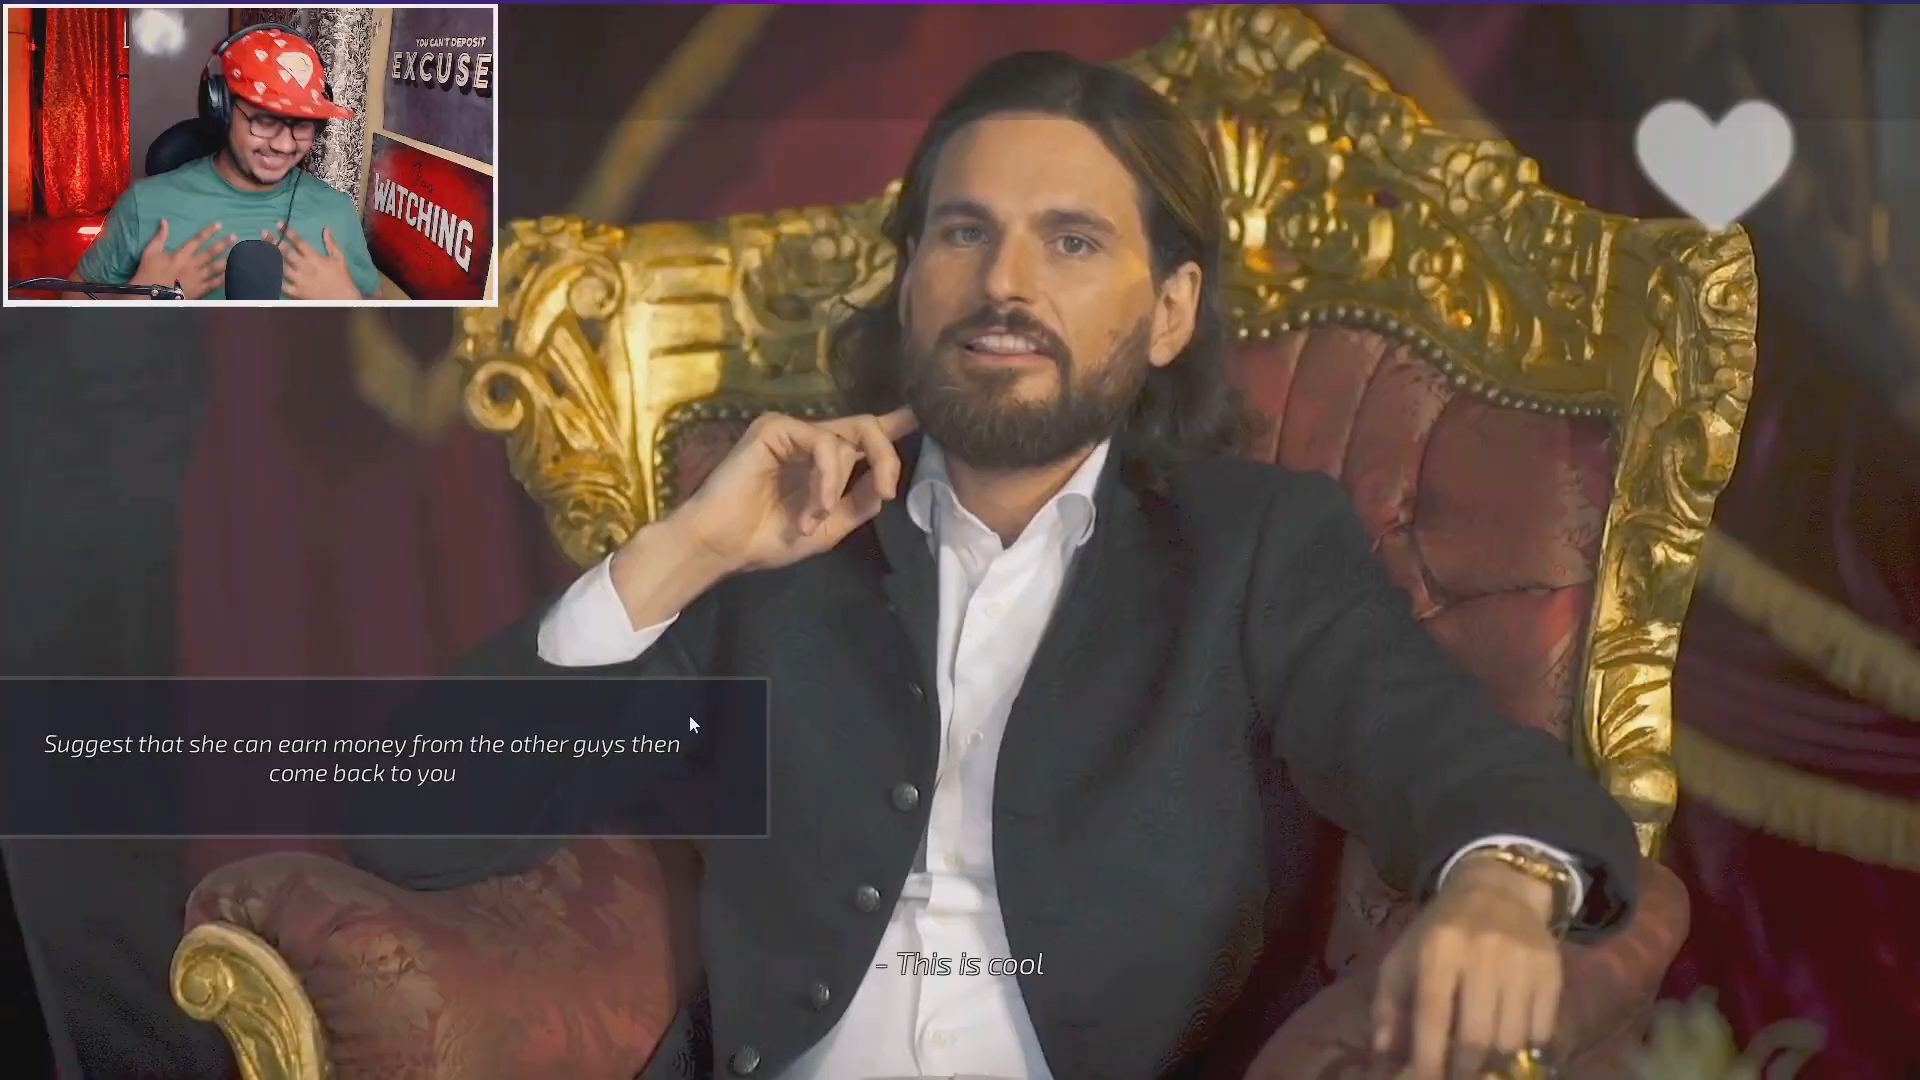 YOU CAN'T DEPOSIT
EXCUSE
WATCHING
Suggest that she can earn money from the other guys then
come back to you
- This is cool